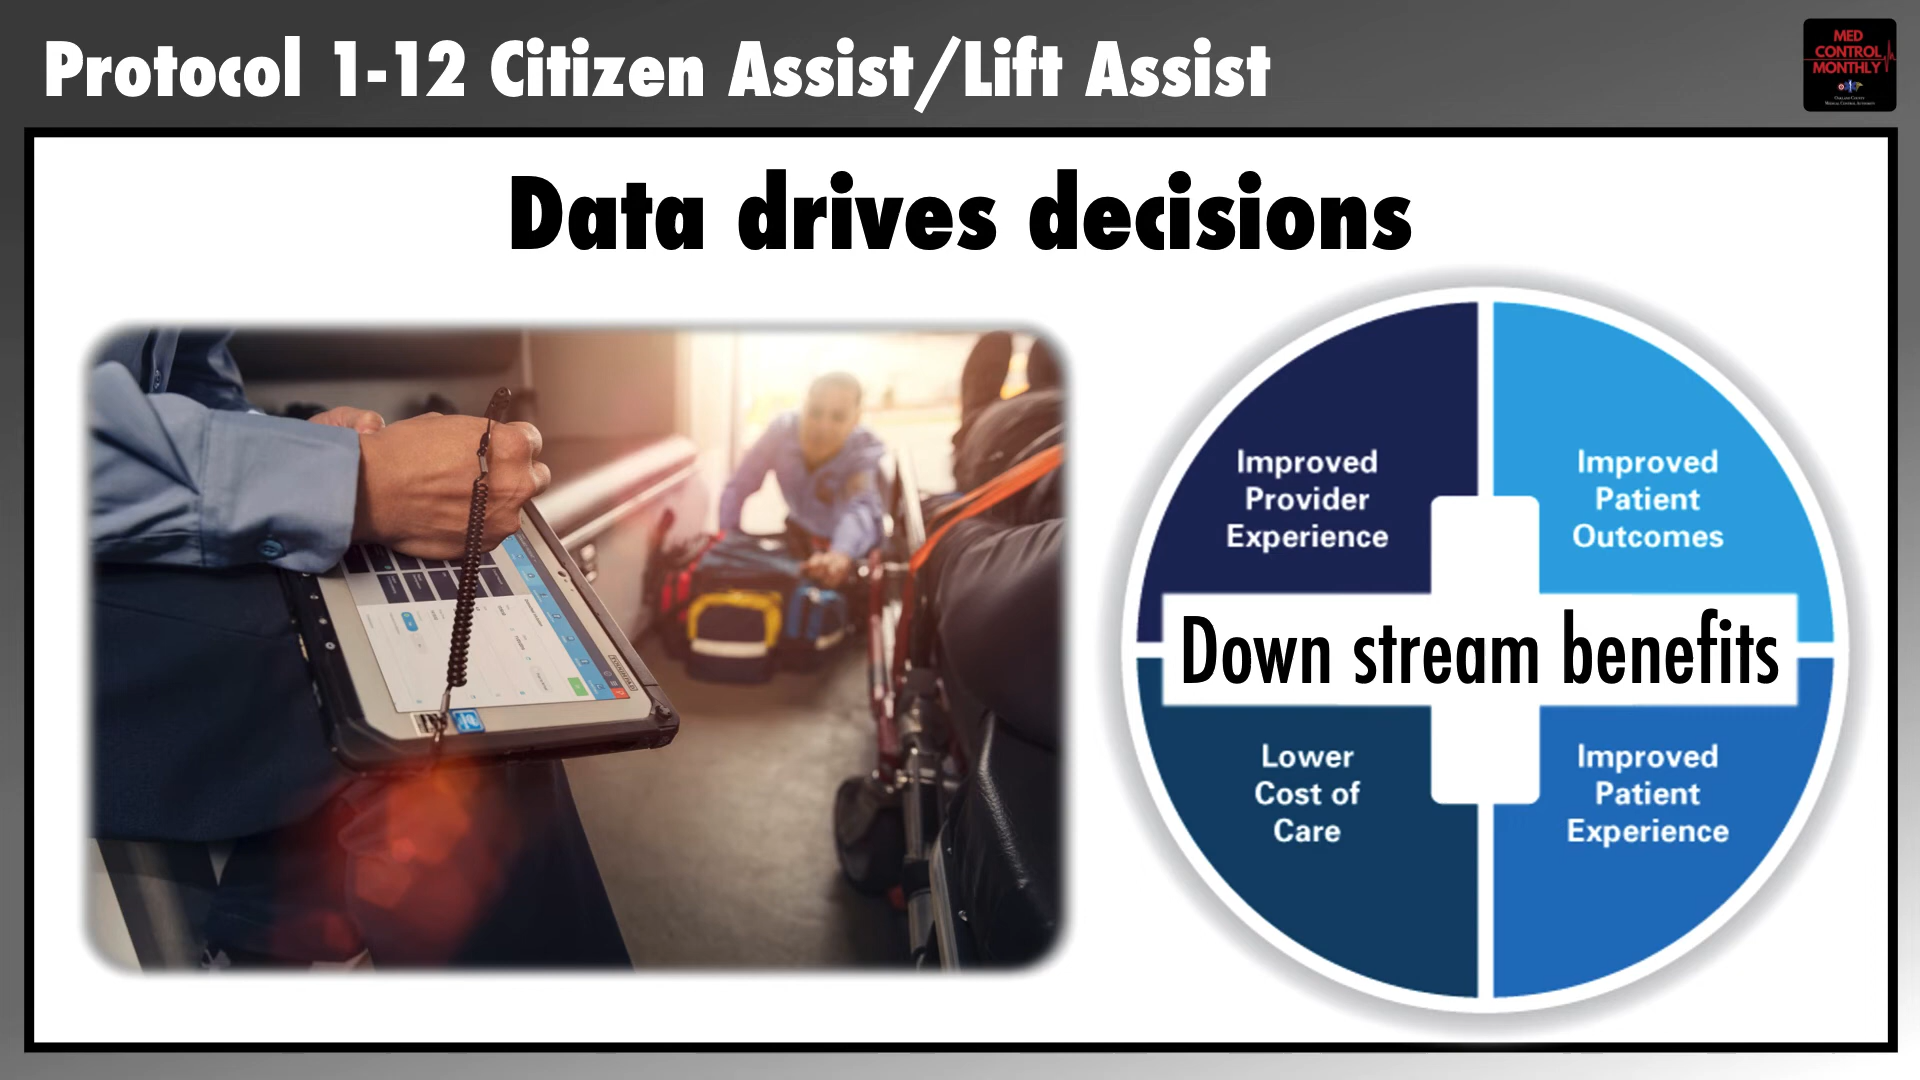 Protocol 1-12 Citizen Assist/Lift Assist
MED
CONTROL
MONTHLY
Data drives decisions
Improved
Provider
Experience
Improved
Patient
Outcomes
Down stream benefits
Lower
Cost of
Care
Improved
Patient
Experience